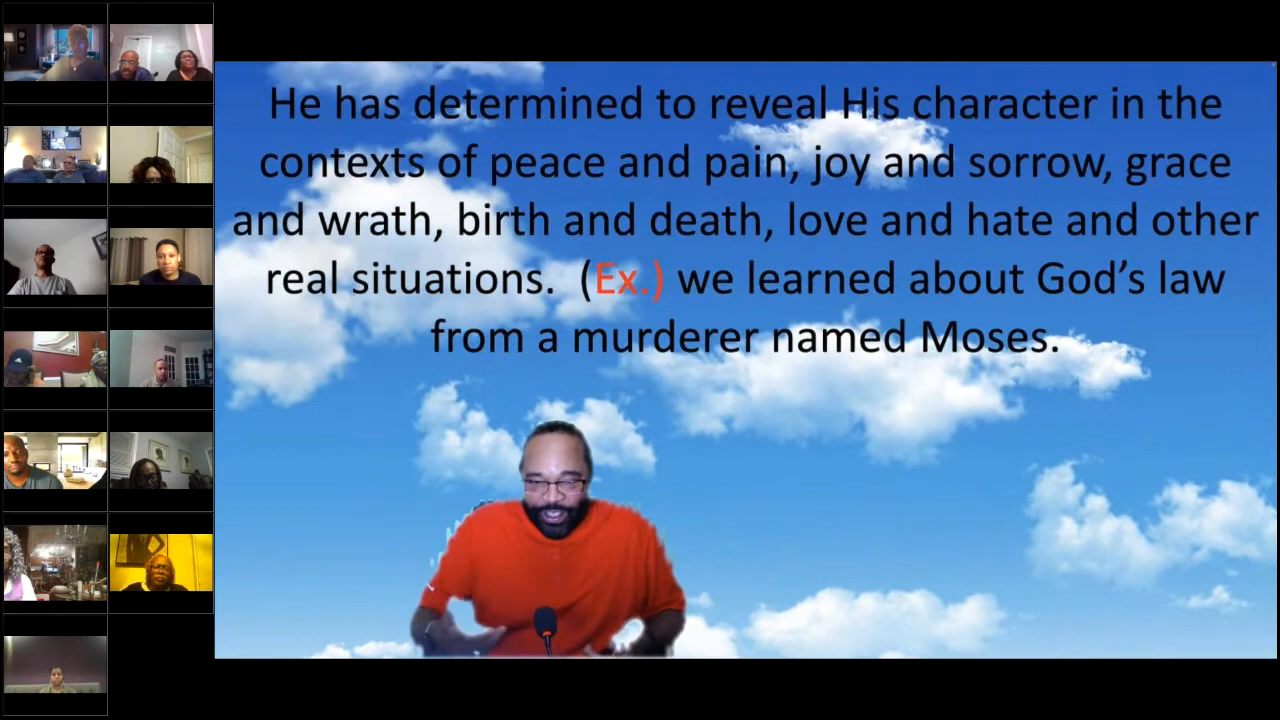 He has determined to reveal His character in the
contexts of peace and pain, joy and sorrow, grace
and wrath, birth and death, love and hate and other
real situations.  (Ex.) we learned about God’s law
from a murderer named Moses.